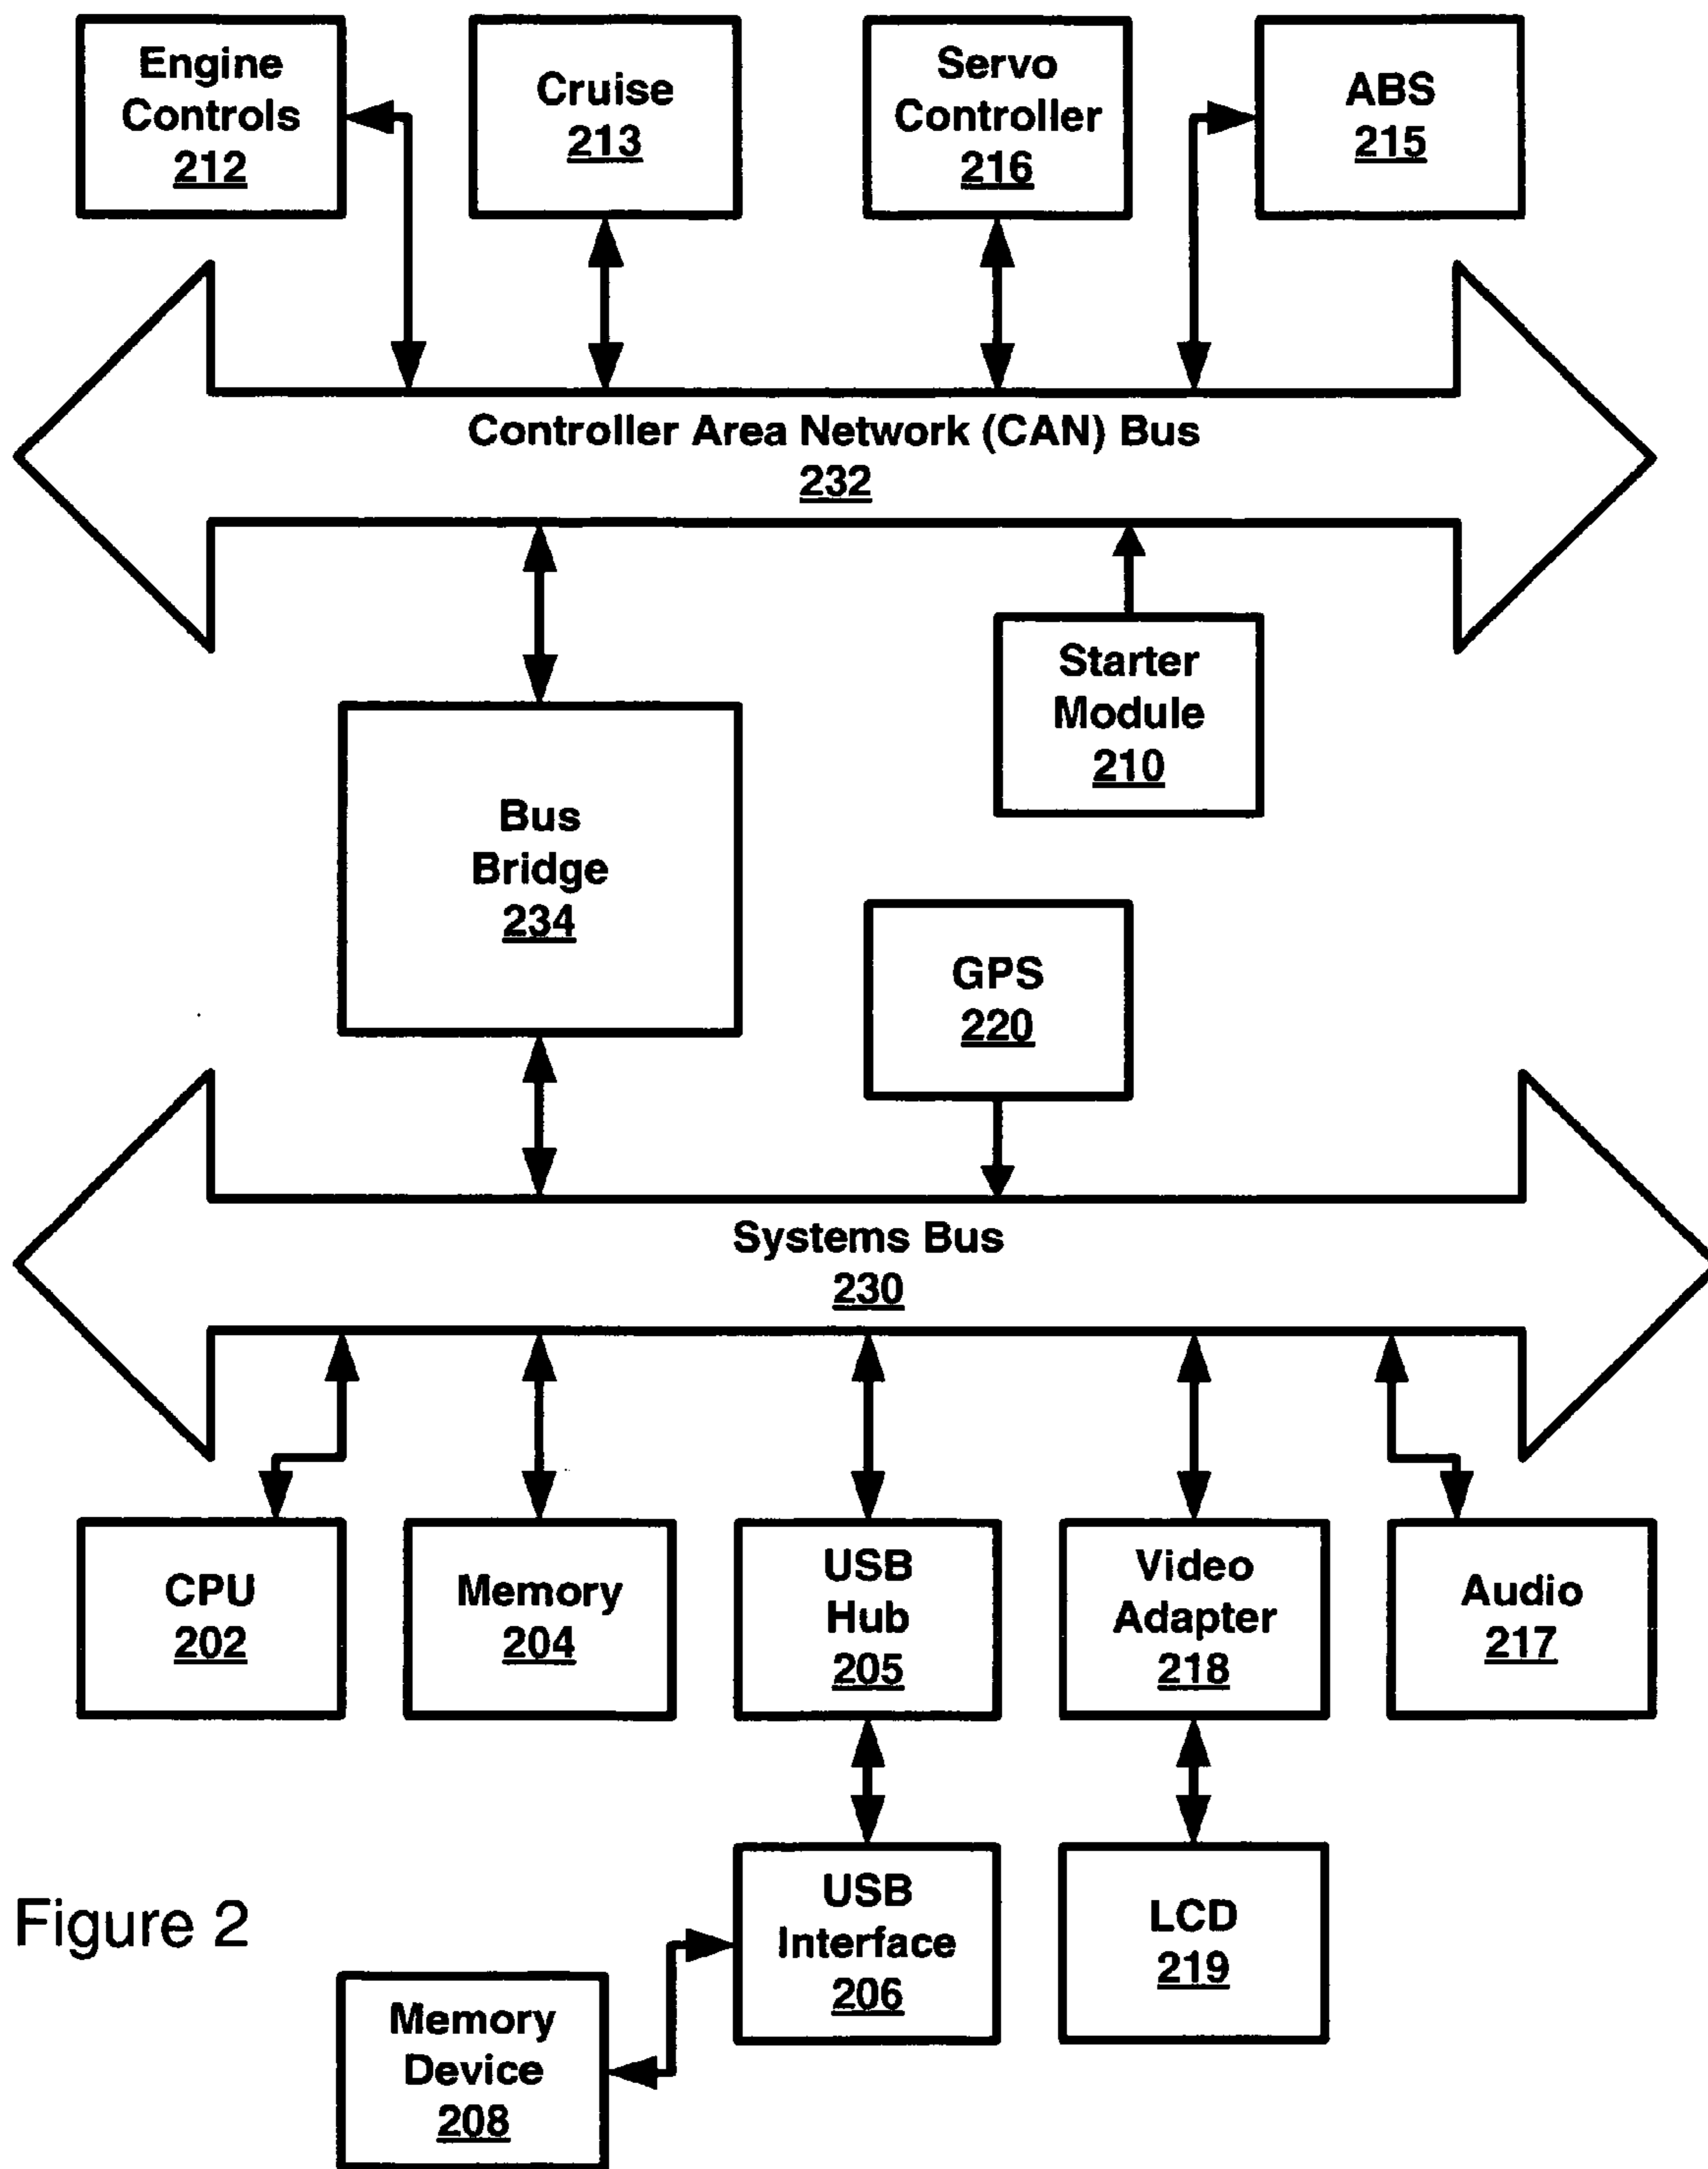 Engine
Controls
212
Cruise
213
Servo
Controller
216
ABS
215
Controller Area Network (CAN) Bus
232
Starter
Module
210
Bus
Bridge
234
GPS
220
Systems Bus
230
CPU
202
Memory
204
USB
Hub
205
Video
Adapter
218
Audio
217
USB
Interface
206
LCD
219
Figure 2
Memory
Device
208